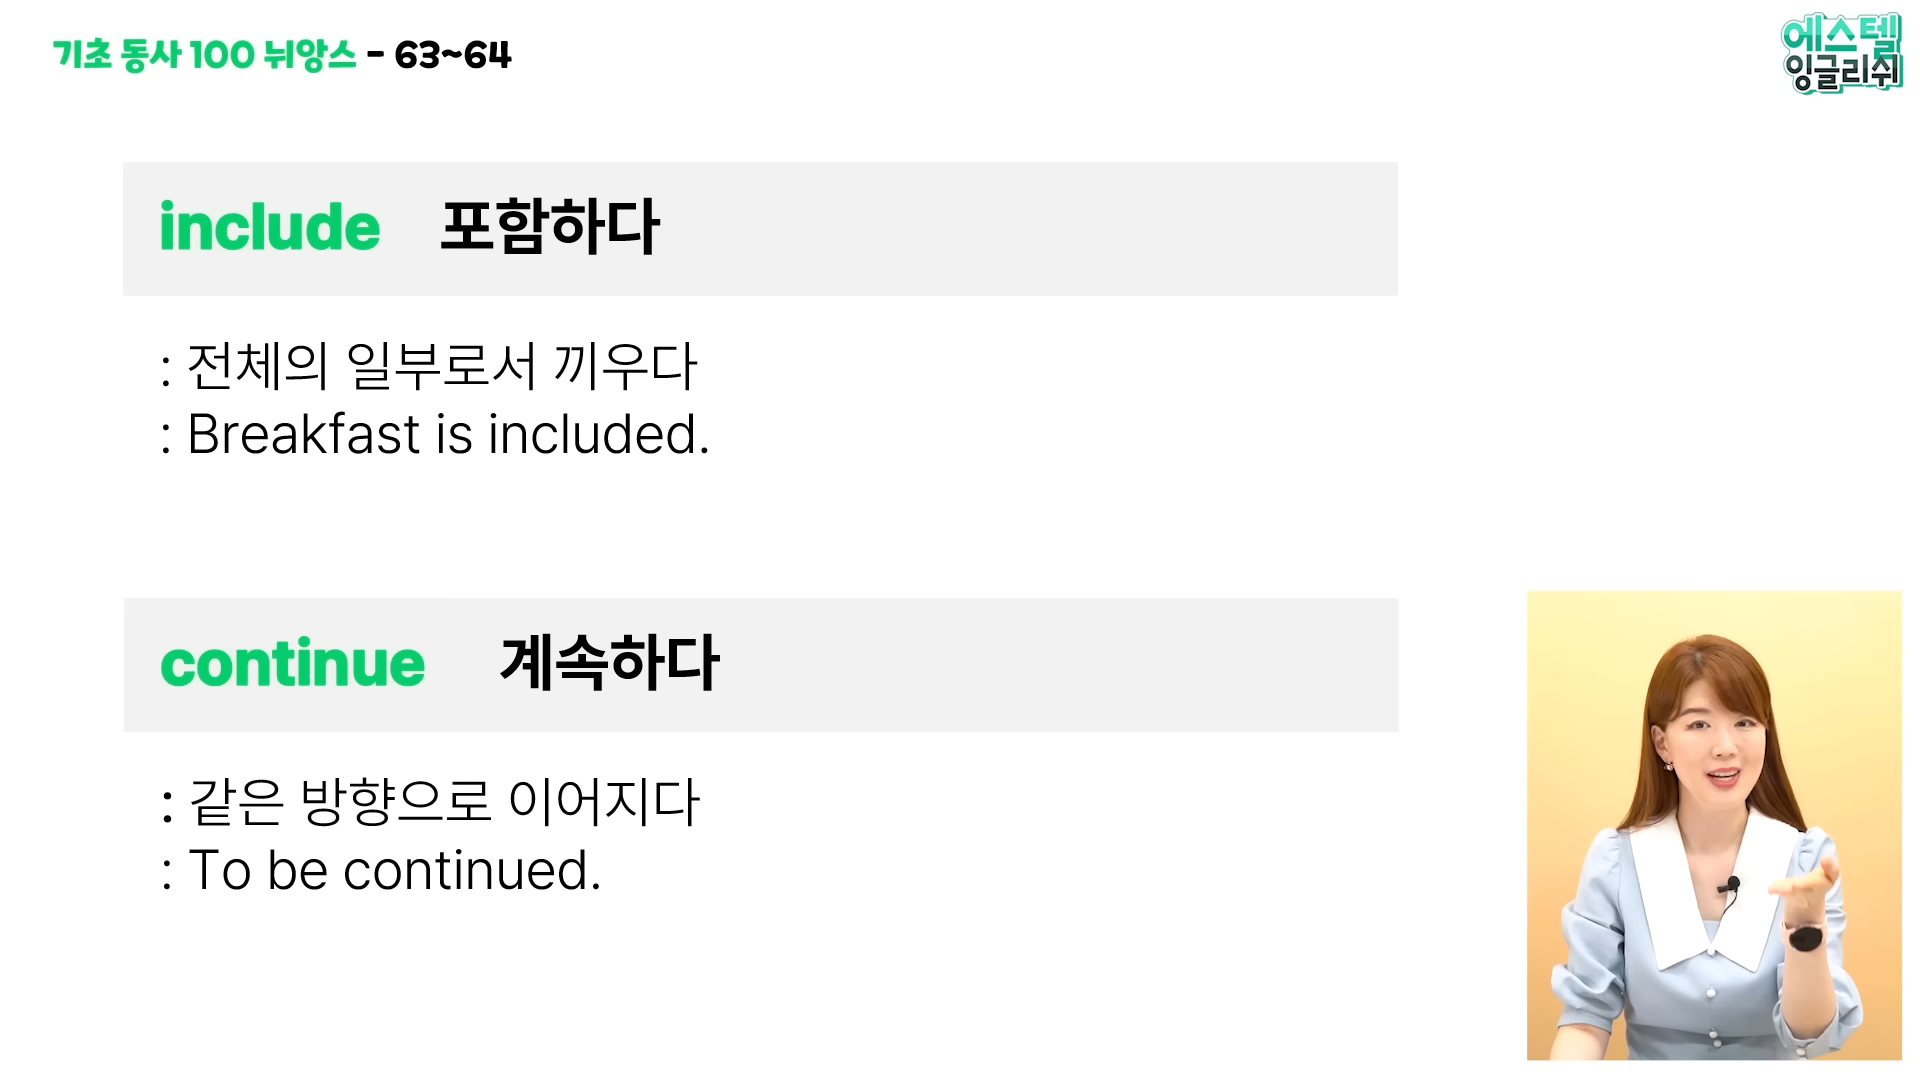 기초 동사 100 뉘앙스 - 63~64
에스텔
잉글리쉬
include 포함하다
: 전체의 일부로서 끼우다
: Breakfast is included.
continue 계속하다
: 같은 방향으로 이어지다
: To be continued.